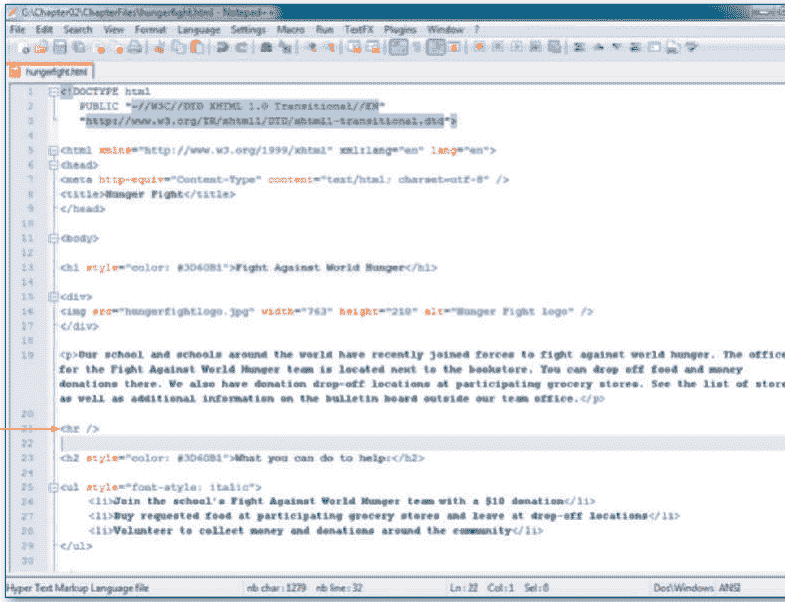 G:\Chapter02\ChapterFiles\hungerfight.html - Notepad++
File Edit Search View Format Language Settings Macro Run TextFX Plugins Window ?
hungerfight.html
1 <!DOCTYPE html
2 PUBLIC "-//W3C//DTD XHTML 1.0 Transitional//EN"
3 "http://www.w3.org/TR/xhtml1/DTD/xhtml1-transitional.dtd">
4
5 <html xmlns="http://www.w3.org/1999/xhtml" xml:lang="en" lang="en">
6 <head>
7 <meta http-equiv="Content-Type" content="text/html; charset=utf-8" />
8 <title>Hunger Fight</title>
9 </head>
10
11 <body>
12
13 <h1 style="color: #3D60B1">Fight Against World Hunger</h1>
14
15 <div>
16 <img src="hungerfightlogo.jpg" width="763" height="210" alt="Hunger Fight logo" />
17 </div>
18
19 <p>Our school and schools around the world have recently joined forces to fight against world hunger. The office
for the Fight Against World Hunger team is located next to the bookstore. You can drop off food and money
donations there. We also have donation drop-off locations at participating grocery stores. See the list of store
as well as additional information on the bulletin board outside our team office.</p>
20
21 <hr />
22
23 <h2 style="color: #3D60B1">What you can do to help:</h2>
24
25 <ul style="font-style: italic">
26 <li>Join the school's Fight Against World Hunger team with a $10 donation</li>
27 <li>Buy requested food at participating grocery stores and leave at drop-off locations</li>
28 <li>Volunteer to collect money and donations around the community</li>
29 </ul>
30
Hyper Text Markup Language file nb char : 1279 nb line : 32 Ln : 22 Col : 1 Sel : 0 Dos\Windows ANSI